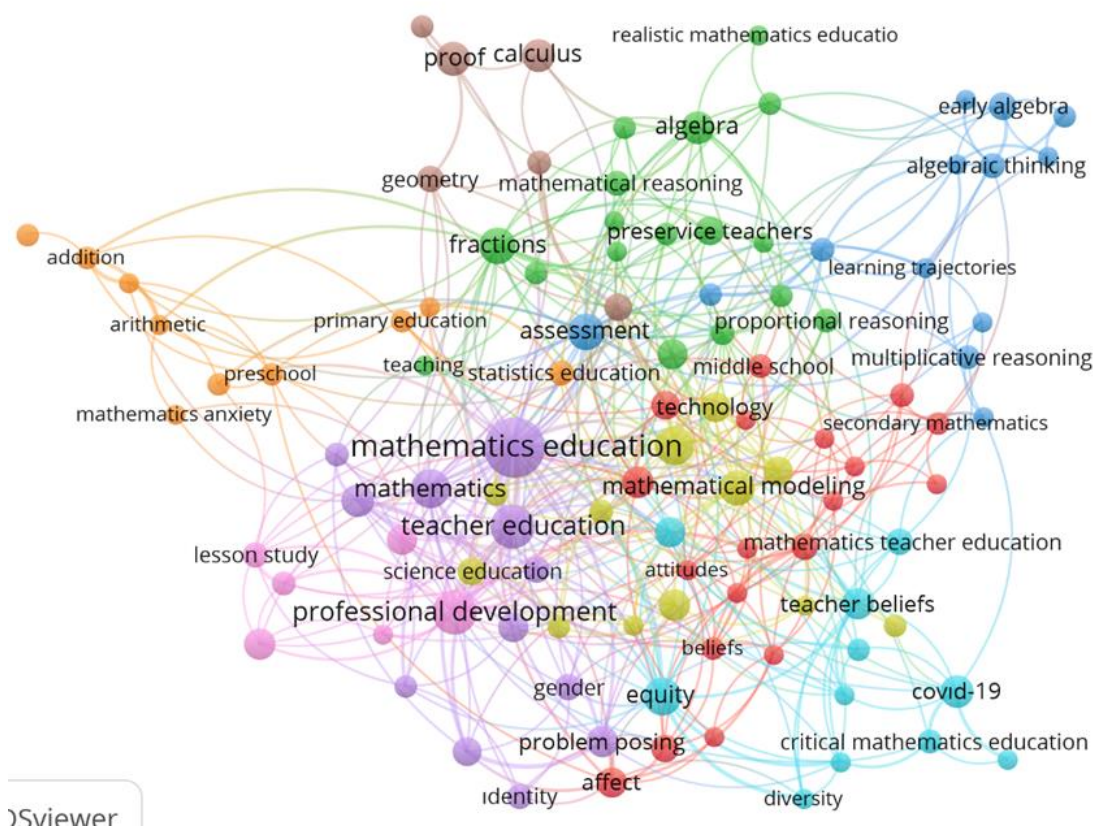 realistic mathematics educatio
proof
calculus
early algebra
algebra
algebraic thinking
geometry
mathematical reasoning
preservice teachers
fractions
addition
learning trajectories
arithmetic
primary education
assessment
proportional reasoning
teaching
statistics education
middle school
multiplicative reasoning
preschool
mathematics anxiety
technology
secondary mathematics
mathematics education
mathematics
mathematical modeling
teacher education
lesson study
mathematics teacher education
science education
attitudes
professional development
teacher beliefs
beliefs
gender
equity
covid-19
problem posing
critical mathematics education
affect
identity
diversity
OSviewer